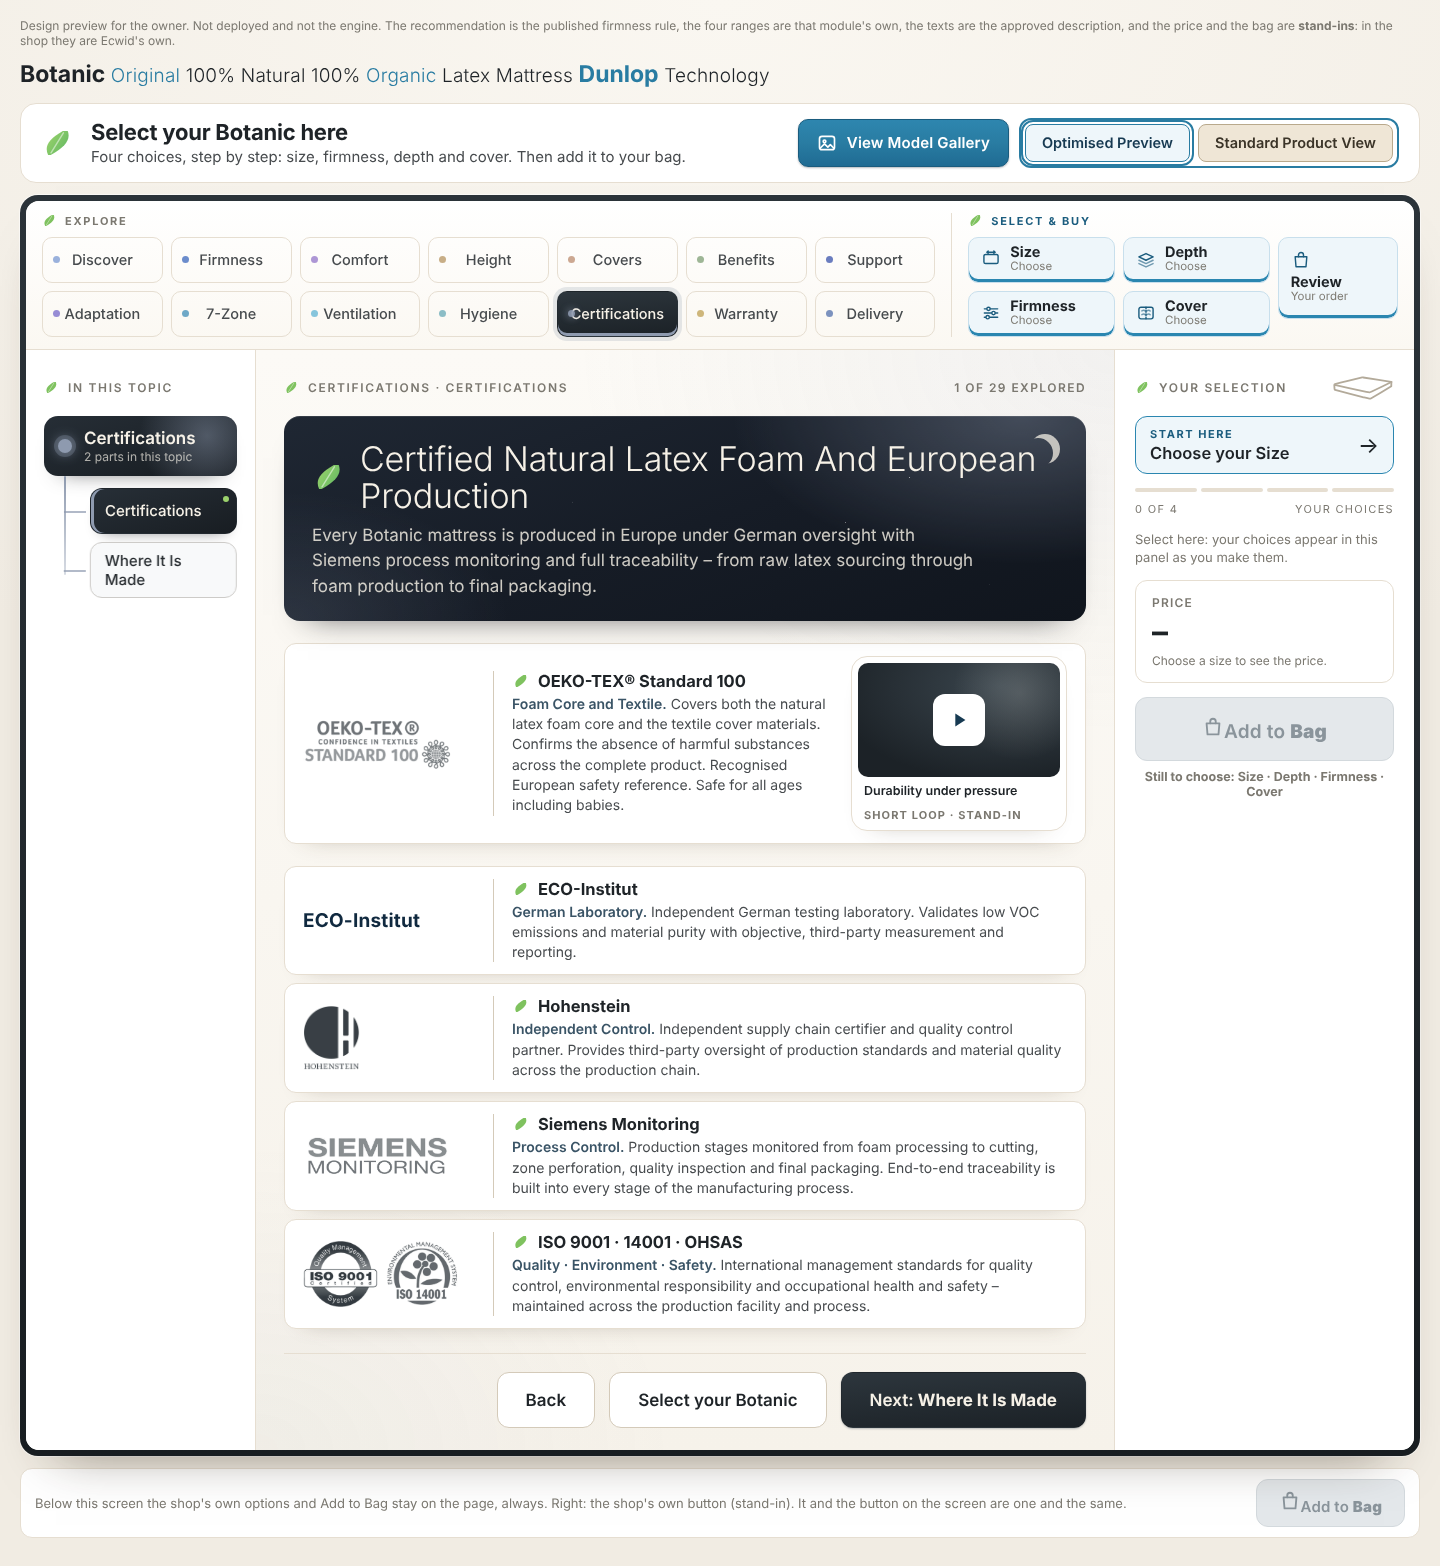 Design preview for the owner. Not deployed and not the engine. The recommendation is the published firmness rule, the four ranges are that module's own, the texts are the approved description, and the price and the bag are stand-ins: in the
shop they are Ecwid's own.
Botanic Original 100% Natural 100% Organic Latex Mattress Dunlop Technology
Select your Botanic here
Four choices, step by step: size, firmness, depth and cover. Then add it to your bag.
View Model Gallery
Optimised Preview
Standard Product View
EXPLORE
Discover
Firmness
Comfort
Height
Covers
Benefits
Support
Adaptation
7-Zone
Ventilation
Hygiene
Certifications
Warranty
Delivery
SELECT & BUY
Size
Choose
Depth
Choose
Firmness
Choose
Cover
Choose
Review
Your order
IN THIS TOPIC
Certifications
2 parts in this topic
Certifications
Where It Is
Made
CERTIFICATIONS · CERTIFICATIONS
1 OF 29 EXPLORED
Certified Natural Latex Foam And European
Production
Every Botanic mattress is produced in Europe under German oversight with
Siemens process monitoring and full traceability – from raw latex sourcing through
foam production to final packaging.
OEKO-TEX®
CONFIDENCE IN TEXTILES
STANDARD 100
OEKO-TEX® Standard 100
Foam Core and Textile. Covers both the natural
latex foam core and the textile cover materials.
Confirms the absence of harmful substances
across the complete product. Recognised
European safety reference. Safe for all ages
including babies.
Durability under pressure
SHORT LOOP · STAND-IN
ECO-Institut
ECO-Institut
German Laboratory. Independent German testing laboratory. Validates low VOC
emissions and material purity with objective, third-party measurement and
reporting.
HOHENSTEIN
Hohenstein
Independent Control. Independent supply chain certifier and quality control
partner. Provides third-party oversight of production standards and material quality
across the production chain.
SIEMENS
MONITORING
Siemens Monitoring
Process Control. Production stages monitored from foam processing to cutting,
zone perforation, quality inspection and final packaging. End-to-end traceability is
built into every stage of the manufacturing process.
Quality Management
ISO 9001
Certified
System
ENVIRONMENTAL MANAGEMENT SYSTEM
ISO 14001
ISO 9001 · 14001 · OHSAS
Quality · Environment · Safety. International management standards for quality
control, environmental responsibility and occupational health and safety –
maintained across the production facility and process.
Back
Select your Botanic
Next: Where It Is Made
YOUR SELECTION
START HERE
Choose your Size
0 OF 4
YOUR CHOICES
Select here: your choices appear in this
panel as you make them.
PRICE
–
Choose a size to see the price.
Add to Bag
Still to choose: Size · Depth · Firmness ·
Cover
Below this screen the shop's own options and Add to Bag stay on the page, always. Right: the shop's own button (stand-in). It and the button on the screen are one and the same.
Add to Bag